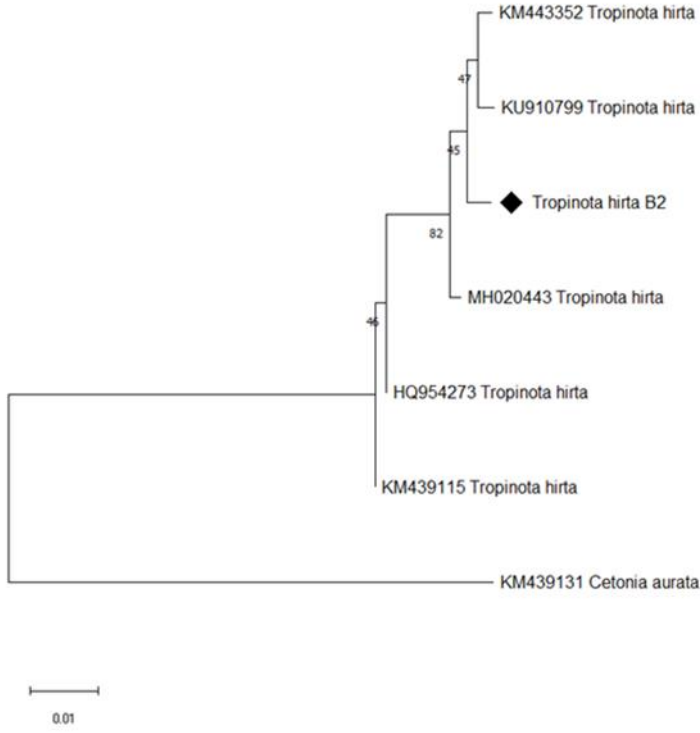 KM443352 Tropinota hirta
47
KU910799 Tropinota hirta
45
Tropinota hirta B2
82
MH020443 Tropinota hirta
46
HQ954273 Tropinota hirta
KM439115 Tropinota hirta
KM439131 Cetonia aurata
0.01